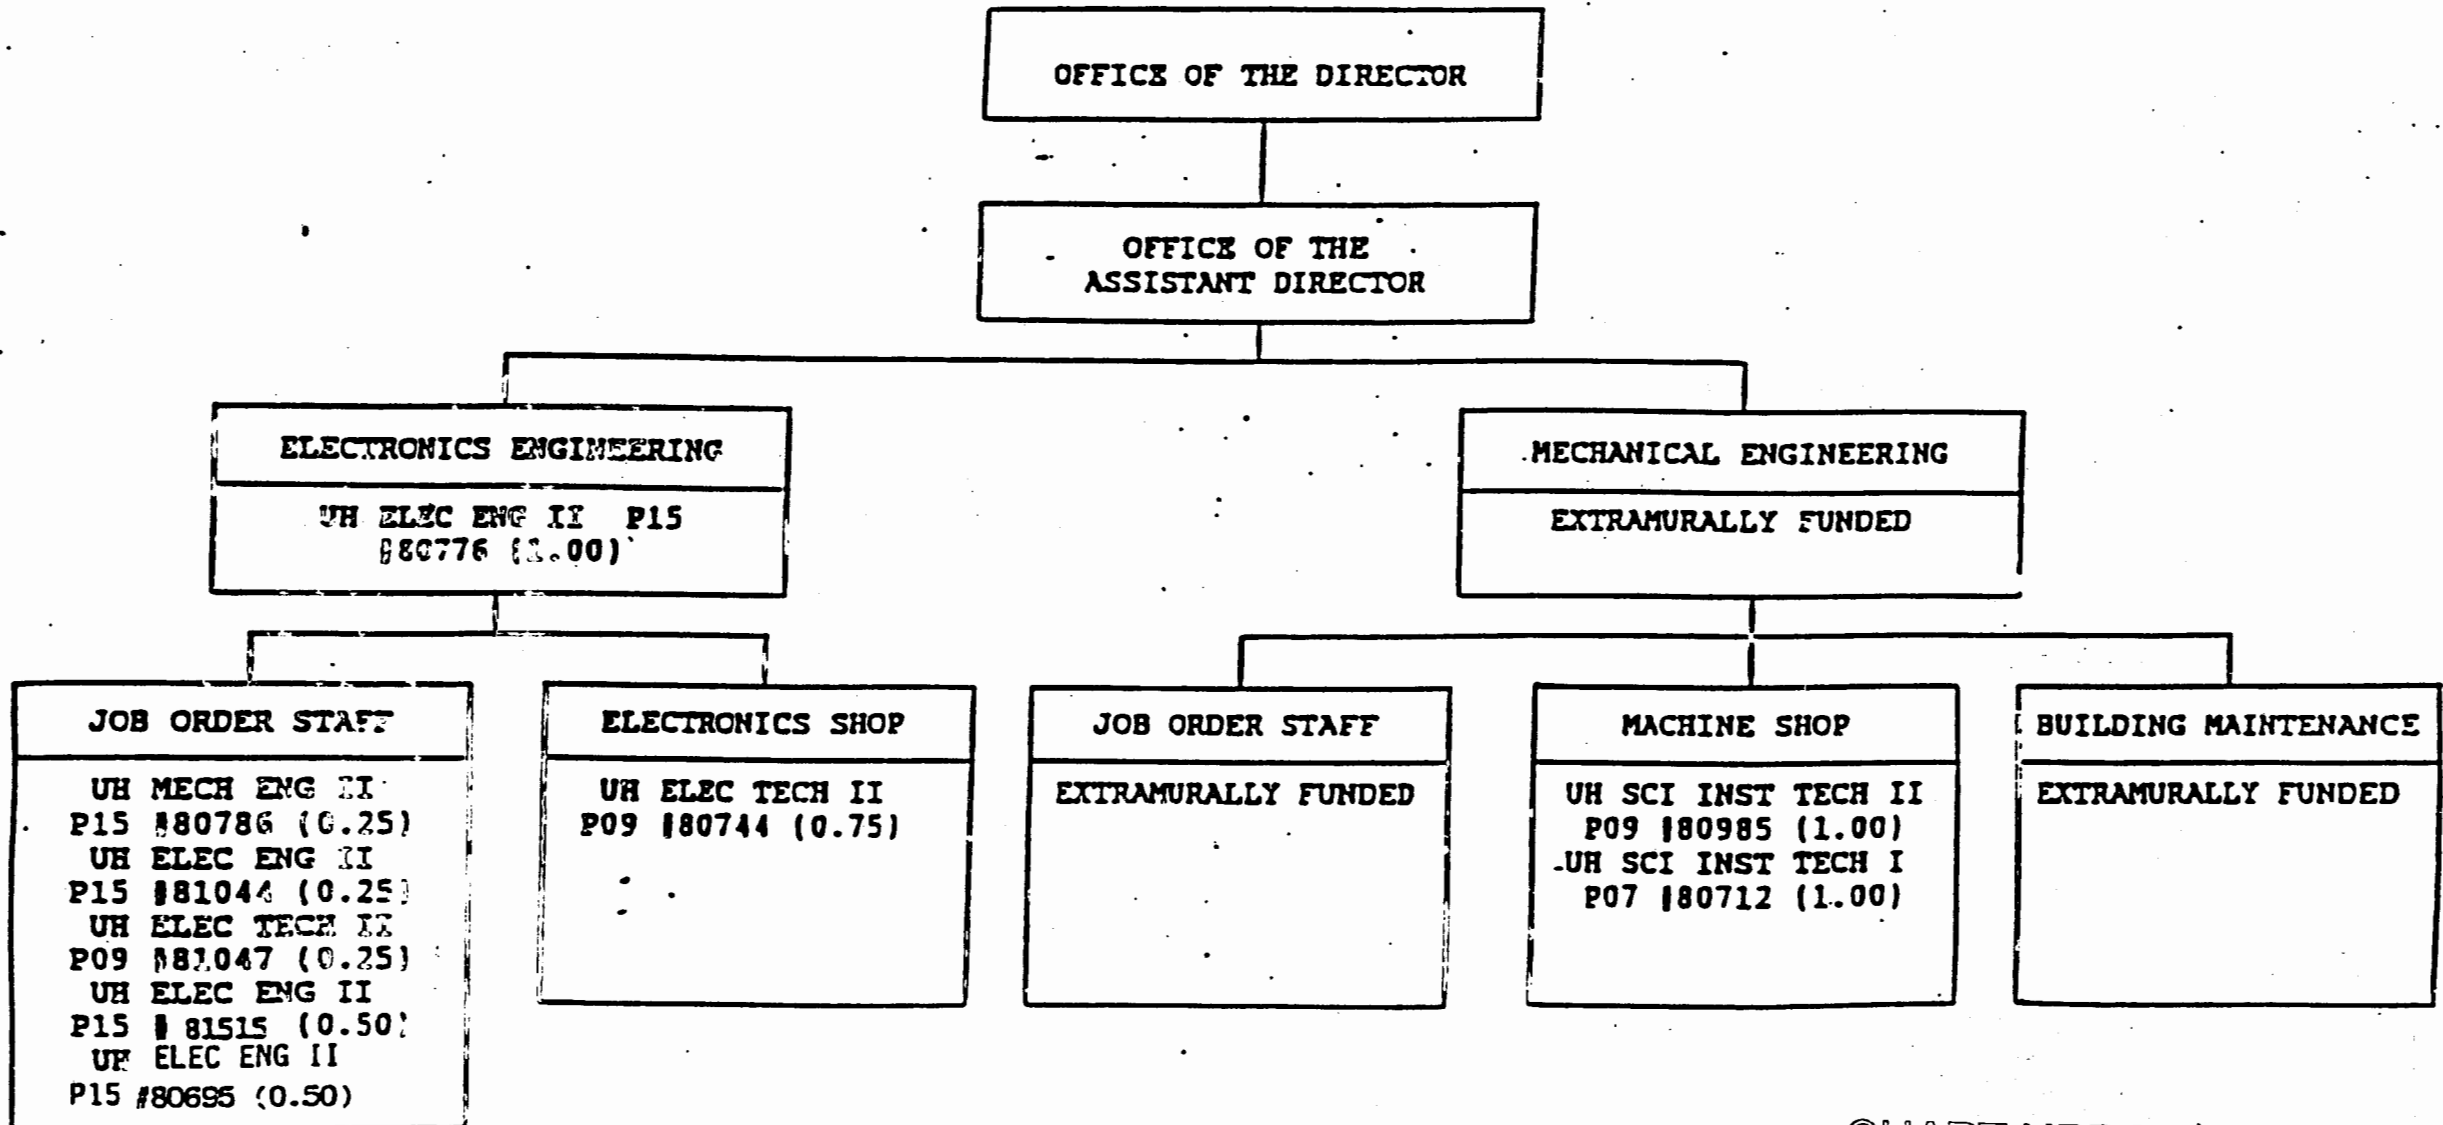 OFFICE OF THE DIRECTOR
OFFICE OF THE
ASSISTANT DIRECTOR
ELECTRONICS ENGINEERING
UH ELEC ENG II P15
#80776 (1.00)
MECHANICAL ENGINEERING
EXTRAMURALLY FUNDED
JOB ORDER STAFF
UH MECH ENG II
P15 #80786 (0.25)
UH ELEC ENG II
P15 #81044 (0.25)
UH ELEC TECH II
P09 #81047 (0.25)
UH ELEC ENG II
P15 # 81515 (0.50)
UH ELEC ENG II
P15 #80695 (0.50)
ELECTRONICS SHOP
UH ELEC TECH II
P09 #80744 (0.75)
JOB ORDER STAFF
EXTRAMURALLY FUNDED
MACHINE SHOP
UH SCI INST TECH II
P09 #80985 (1.00)
UH SCI INST TECH I
P07 #80712 (1.00)
BUILDING MAINTENANCE
EXTRAMURALLY FUNDED